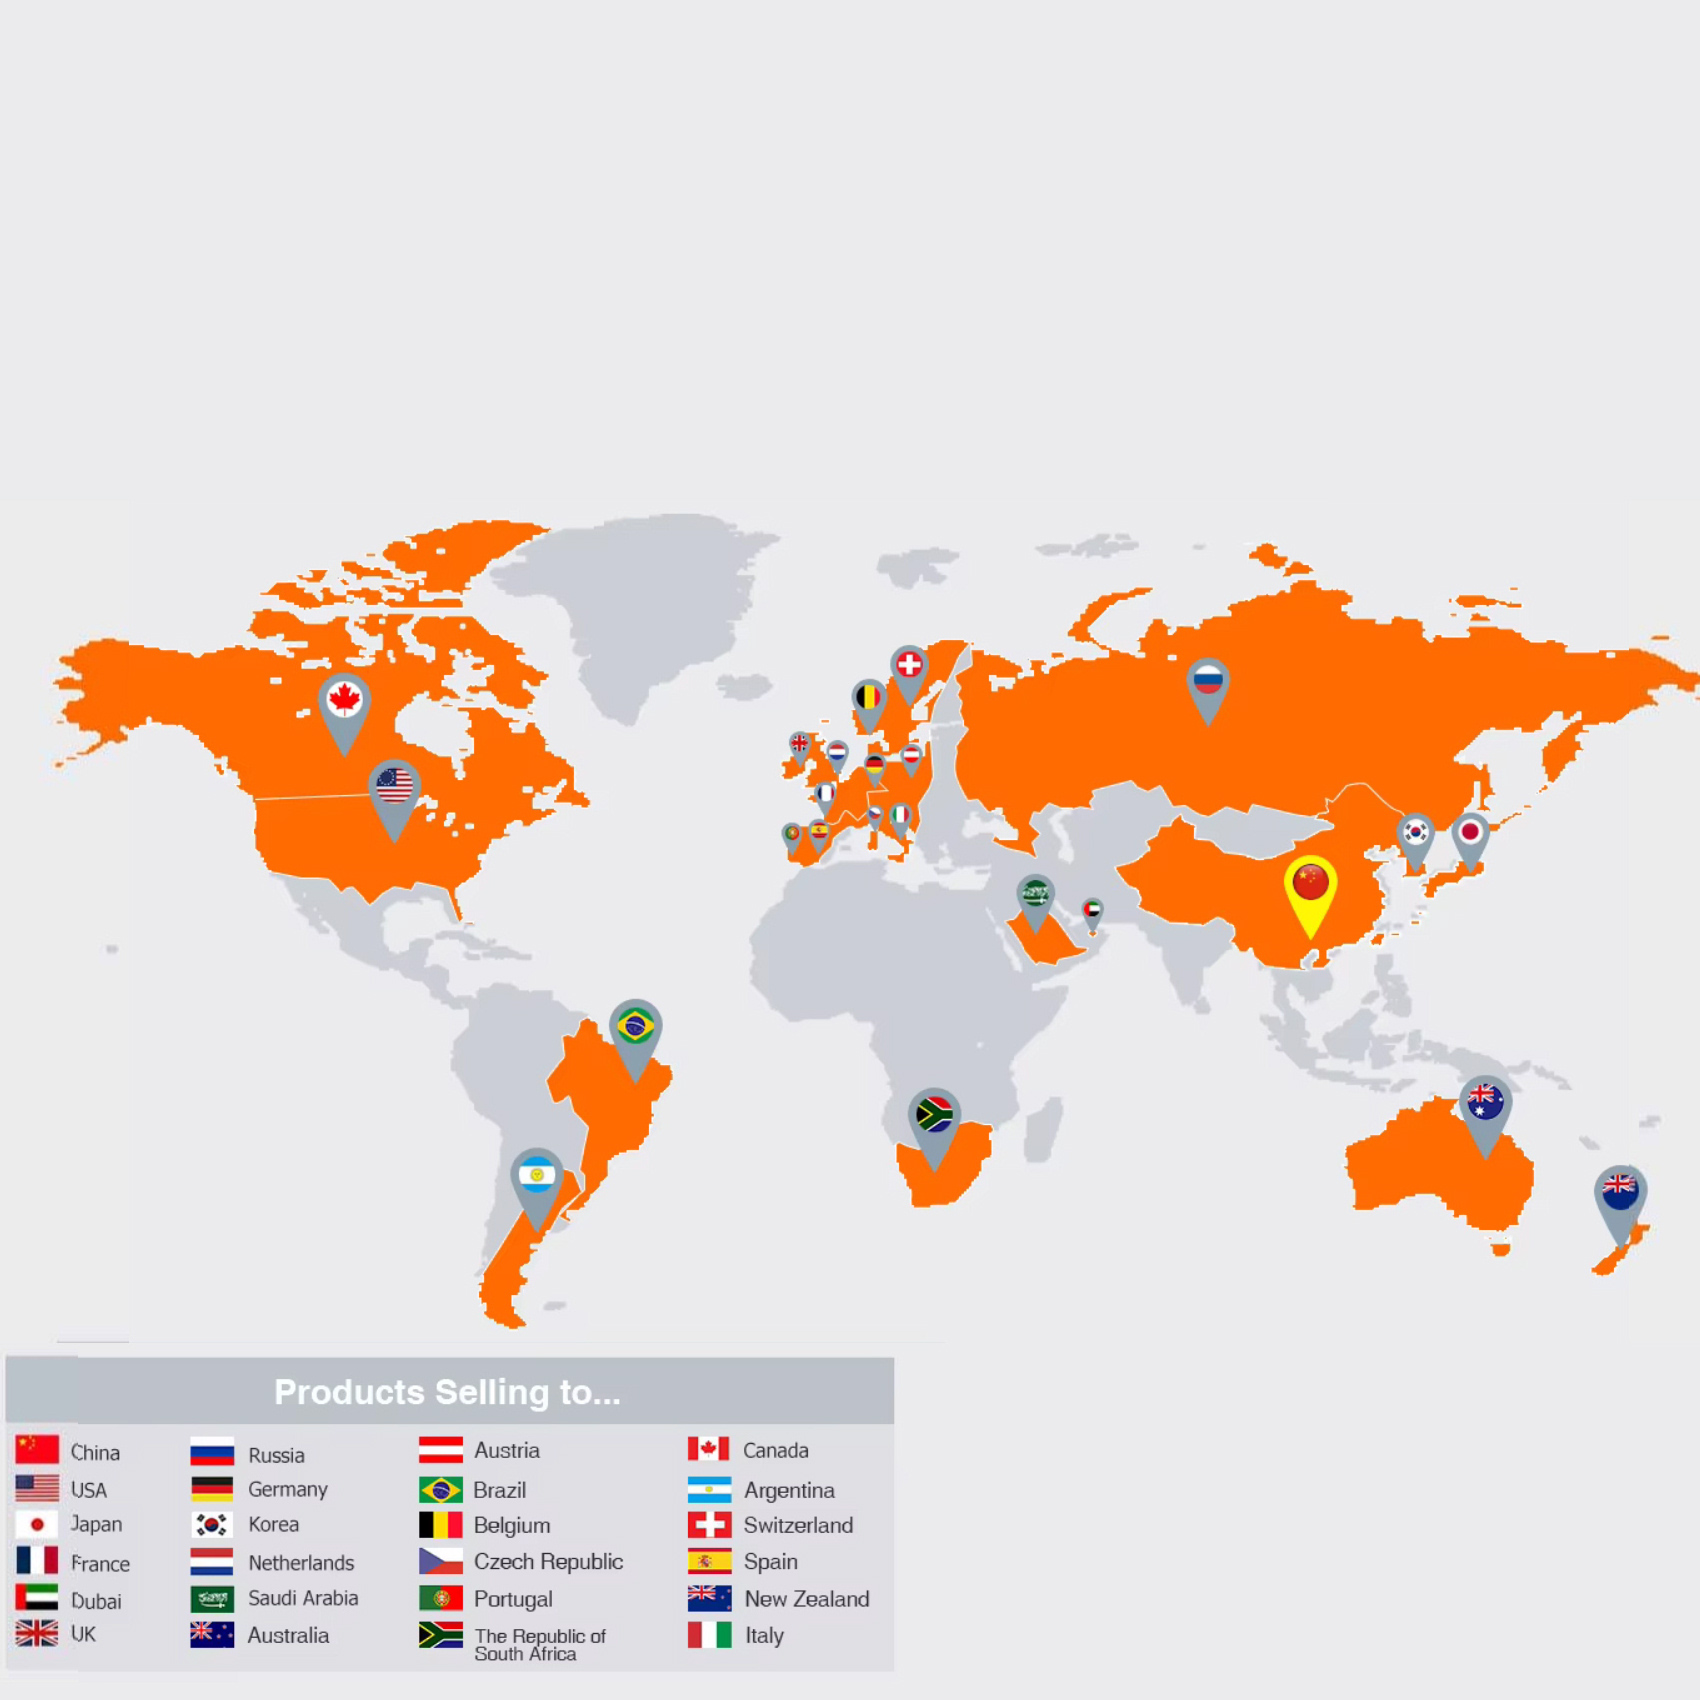 Products Selling to...
China
USA
Japan
France
Dubai
UK
Russia
Germany
Korea
Netherlands
Saudi Arabia
Australia
Austria
Brazil
Belgium
Czech Republic
Portugal
The Republic of
South Africa
Canada
Argentina
Switzerland
Spain
New Zealand
Italy